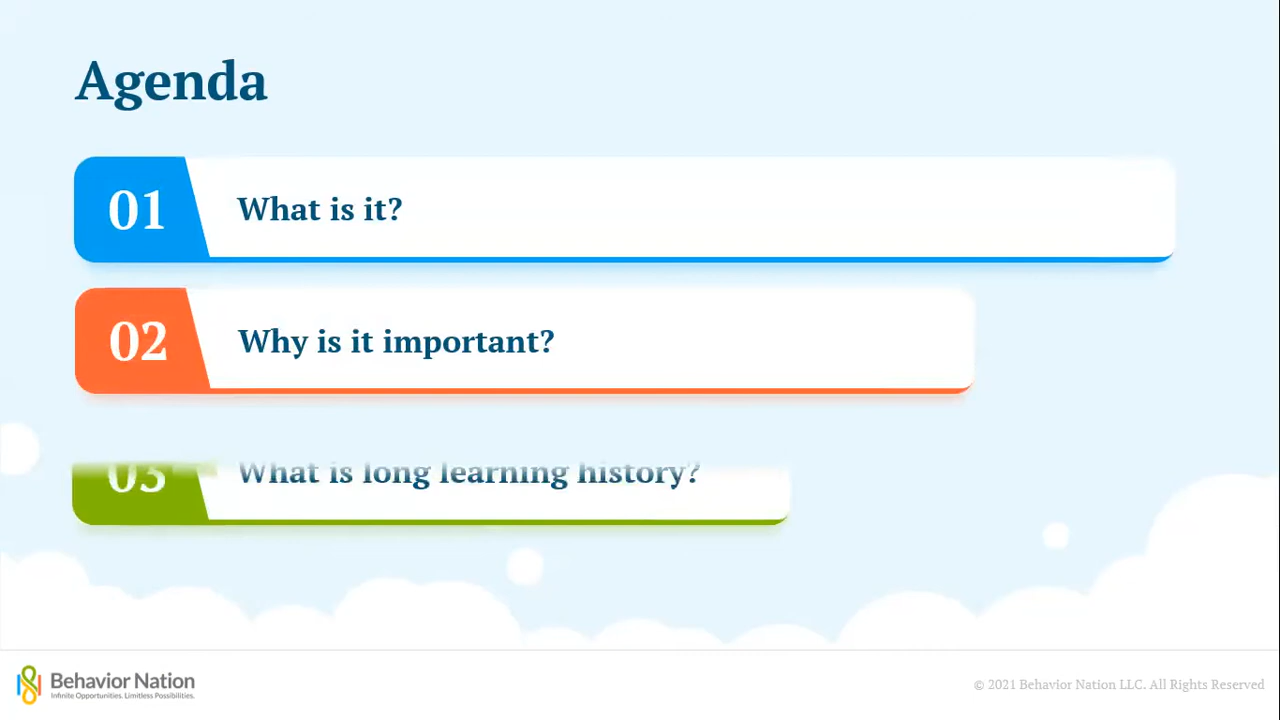 Agenda
01
What is it?
02
Why is it important?
03
What is long learning history?
Behavior Nation
Infinite Opportunities. Limitless Possibilities.
© 2021 Behavior Nation LLC. All Rights Reserved